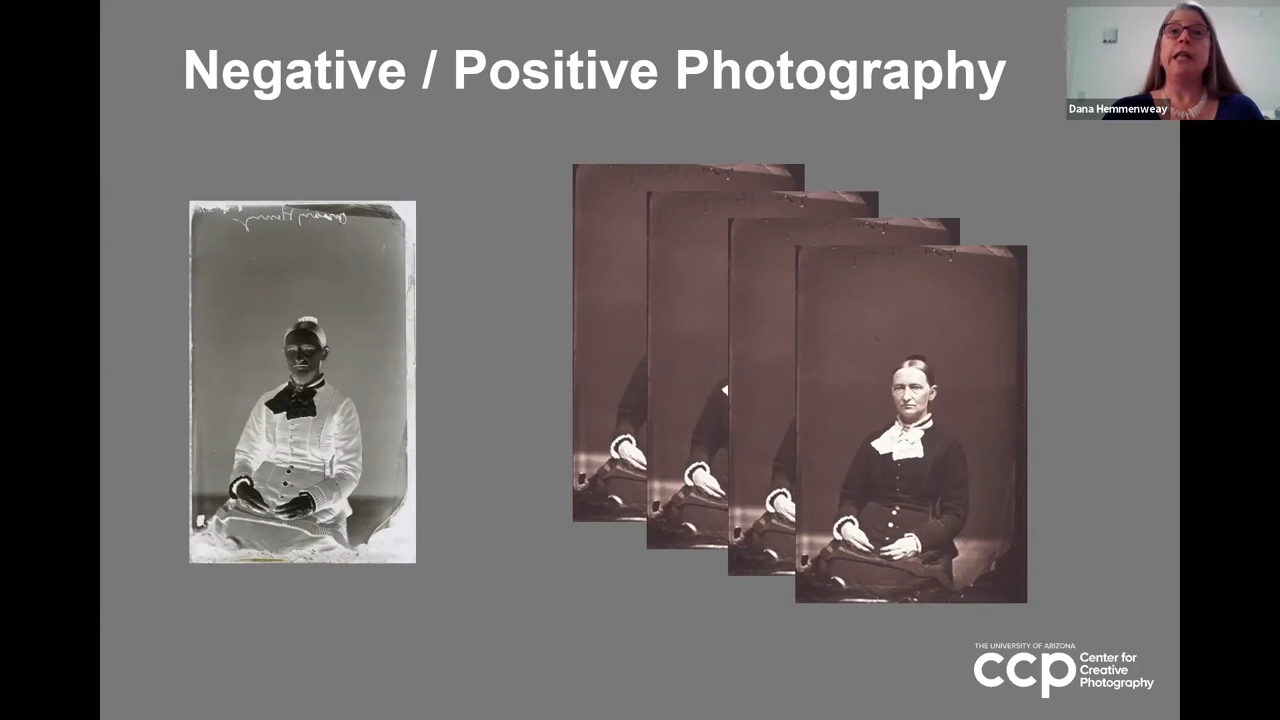 Negative / Positive Photography
Dana Hemmenweay
THE UNIVERSITY OF ARIZONA
ccp
Center for
Creative
Photography